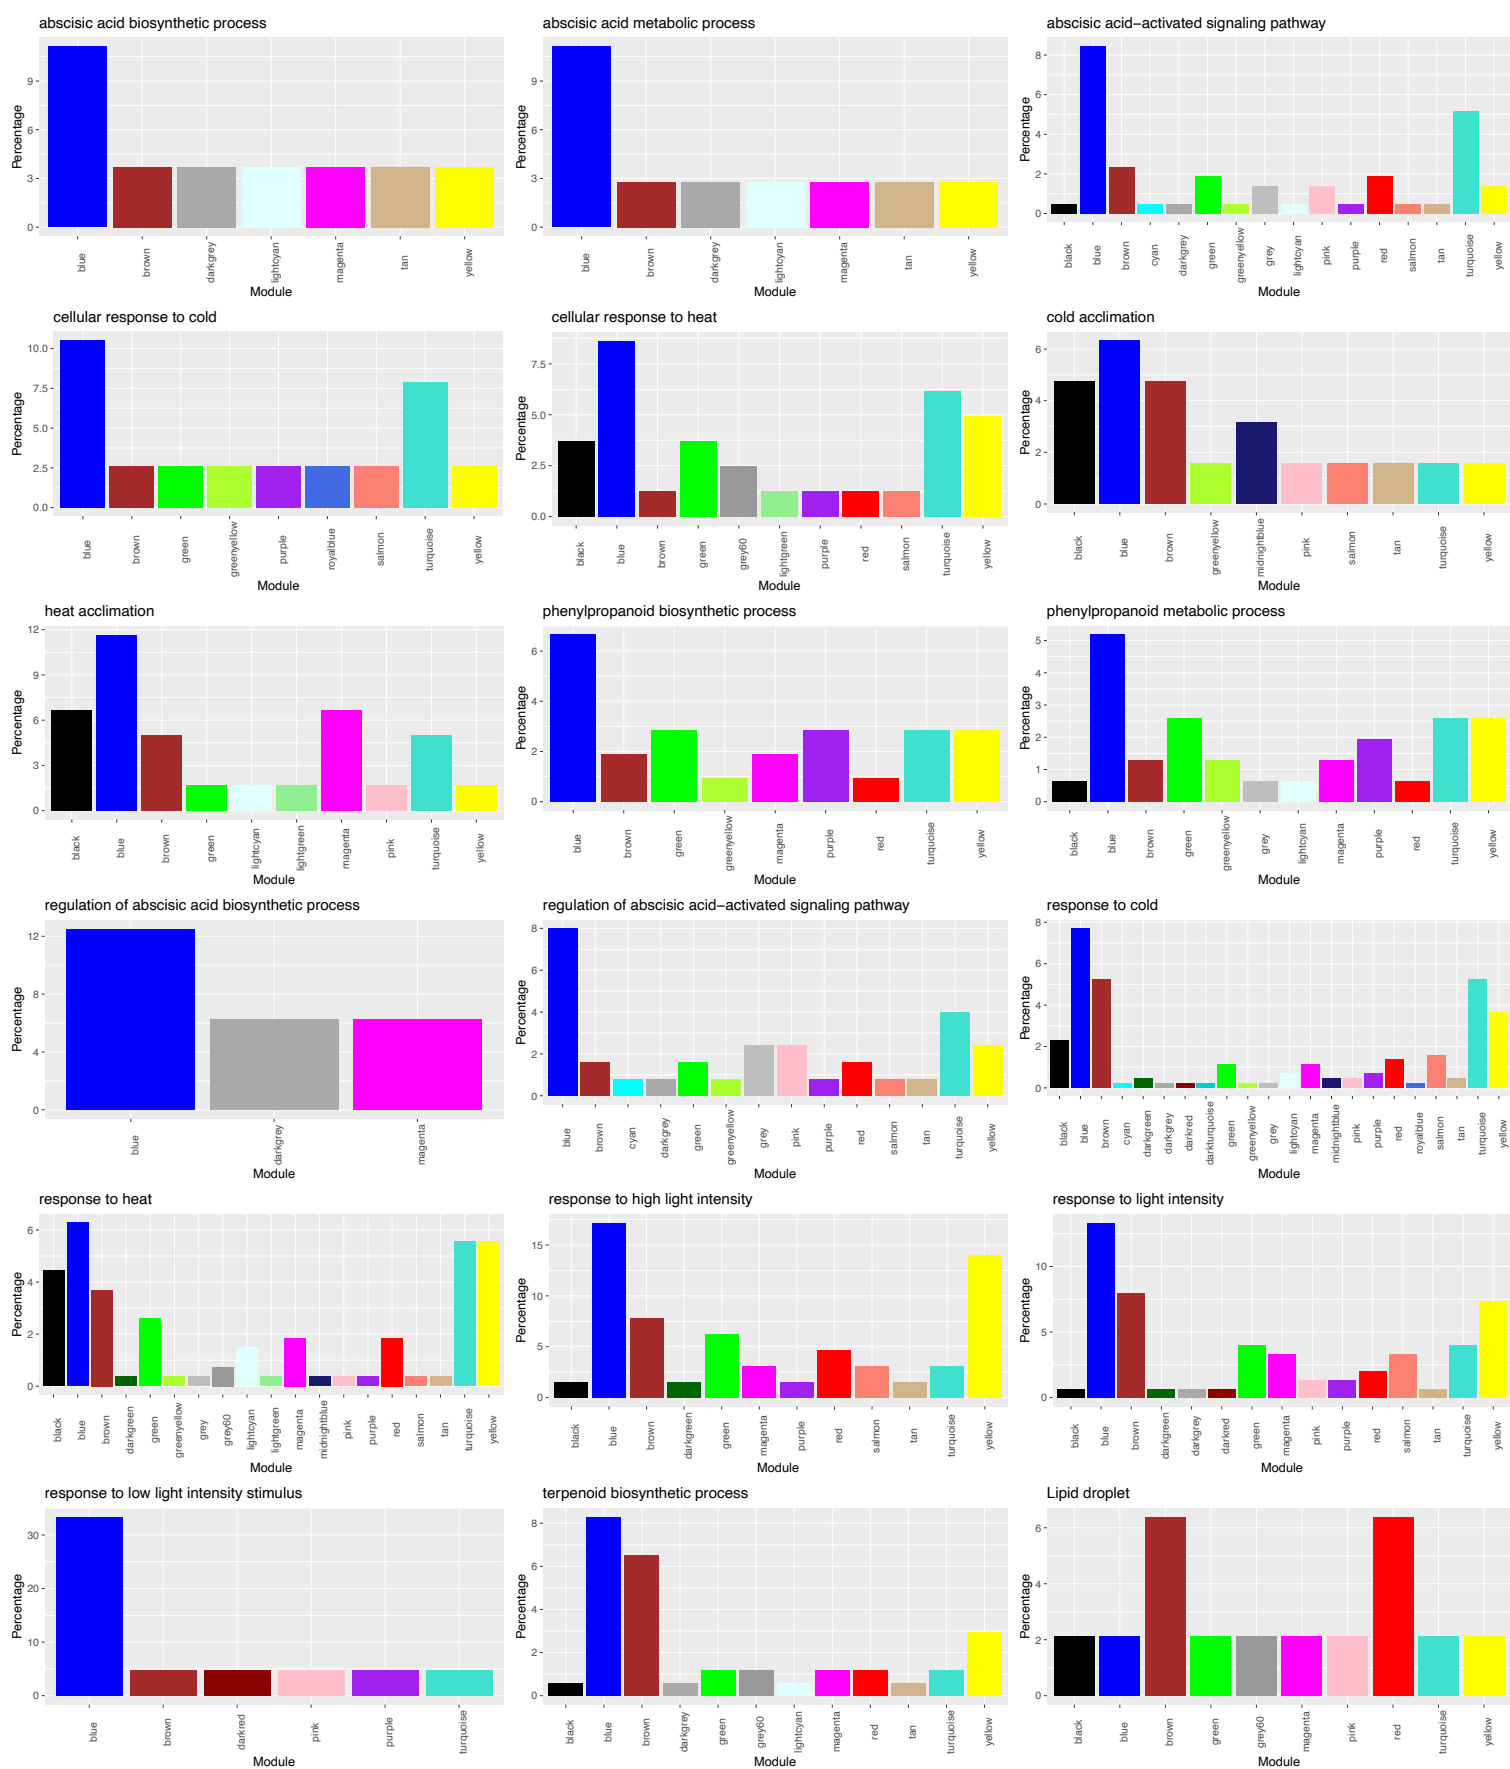 abscisic acid biosynthetic process
Percentage
9
6
3
0
blue
brown
darkgrey
lightcyan
magenta
tan
yellow
Module
abscisic acid metabolic process
Percentage
9
6
3
0
blue
brown
darkgrey
lightcyan
magenta
tan
yellow
Module
abscisic acid−activated signaling pathway
Percentage
8
6
4
2
0
black
blue
brown
cyan
darkgrey
green
greenyellow
grey
lightcyan
pink
purple
red
salmon
tan
turquoise
yellow
Module
cellular response to cold
Percentage
10.0
7.5
5.0
2.5
0.0
blue
brown
green
greenyellow
purple
royalblue
salmon
turquoise
yellow
Module
cellular response to heat
Percentage
7.5
5.0
2.5
0.0
black
blue
brown
green
grey60
lightgreen
purple
red
salmon
turquoise
yellow
Module
cold acclimation
Percentage
6
4
2
0
black
blue
brown
greenyellow
midnightblue
pink
salmon
tan
turquoise
yellow
Module
heat acclimation
Percentage
12
9
6
3
0
black
blue
brown
green
lightcyan
lightgreen
magenta
pink
turquoise
yellow
Module
phenylpropanoid biosynthetic process
Percentage
6
4
2
0
blue
brown
green
greenyellow
magenta
purple
red
turquoise
yellow
Module
phenylpropanoid metabolic process
Percentage
5
4
3
2
1
0
black
blue
brown
green
greenyellow
grey
lightcyan
magenta
purple
red
turquoise
yellow
Module
regulation of abscisic acid biosynthetic process
Percentage
12
8
4
0
blue
darkgrey
magenta
Module
regulation of abscisic acid−activated signaling pathway
Percentage
8
6
4
2
0
blue
brown
cyan
darkgrey
green
greenyellow
grey
pink
purple
red
salmon
tan
turquoise
yellow
Module
response to cold
Percentage
8
6
4
2
0
black
blue
brown
cyan
darkgreen
darkgrey
darkred
darkturquoise
green
greenyellow
grey
lightcyan
magenta
midnightblue
pink
purple
red
royalblue
salmon
tan
turquoise
yellow
Module
response to heat
Percentage
6
4
2
0
black
blue
brown
darkgreen
green
greenyellow
grey
grey60
lightcyan
lightgreen
magenta
midnightblue
pink
purple
red
salmon
tan
turquoise
yellow
Module
response to high light intensity
Percentage
15
10
5
0
black
blue
brown
darkgreen
green
magenta
purple
red
salmon
tan
turquoise
yellow
Module
response to light intensity
Percentage
10
5
0
black
blue
brown
darkgreen
darkgrey
darkred
green
magenta
pink
purple
red
salmon
tan
turquoise
yellow
Module
response to low light intensity stimulus
Percentage
30
20
10
0
blue
brown
darkred
pink
purple
turquoise
Module
terpenoid biosynthetic process
Percentage
8
6
4
2
0
black
blue
brown
darkgrey
green
grey60
lightcyan
magenta
red
tan
turquoise
yellow
Module
Lipid droplet
Percentage
6
4
2
0
black
blue
brown
green
grey60
magenta
pink
red
turquoise
yellow
Module